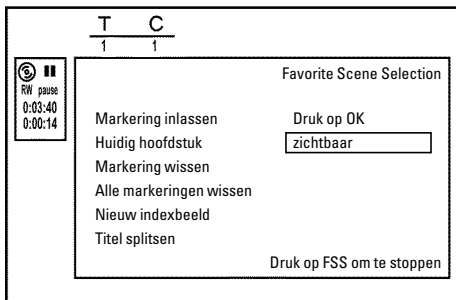 T C
1 1
RW pause
0:03:40
0:00:14
Favorite Scene Selection
Markering inlassen Druk op OK
Huidig hoofdstuk zichtbaar
Markering wissen
Alle markeringen wissen
Nieuw indexbeeld
Titel splitsen
Druk op FSS om te stoppen